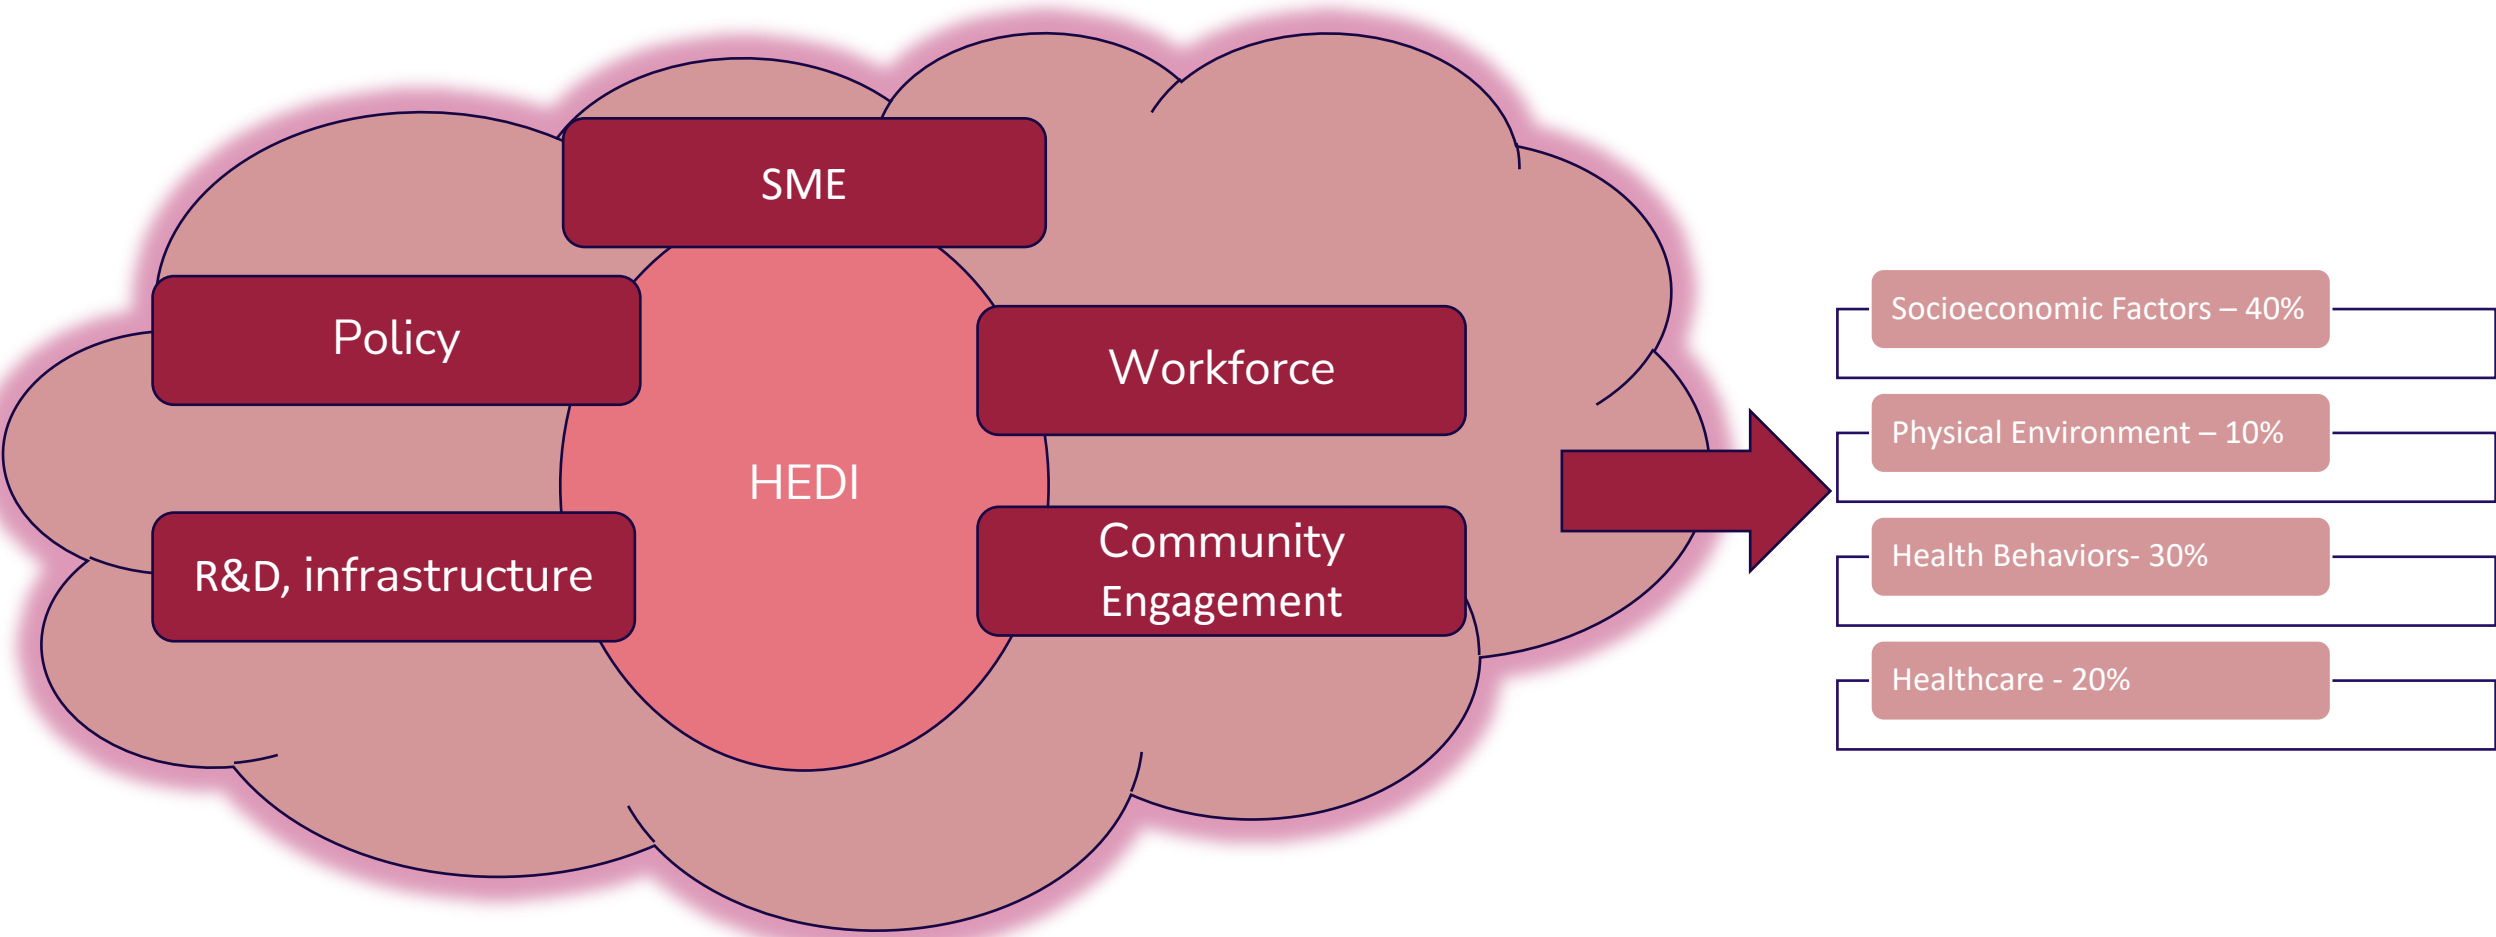 SME
Policy
Workforce
HEDI
R&D, infrastructure
Community
Engagement
Socioeconomic Factors – 40%
Physical Environment – 10%
Health Behaviors- 30%
Healthcare - 20%